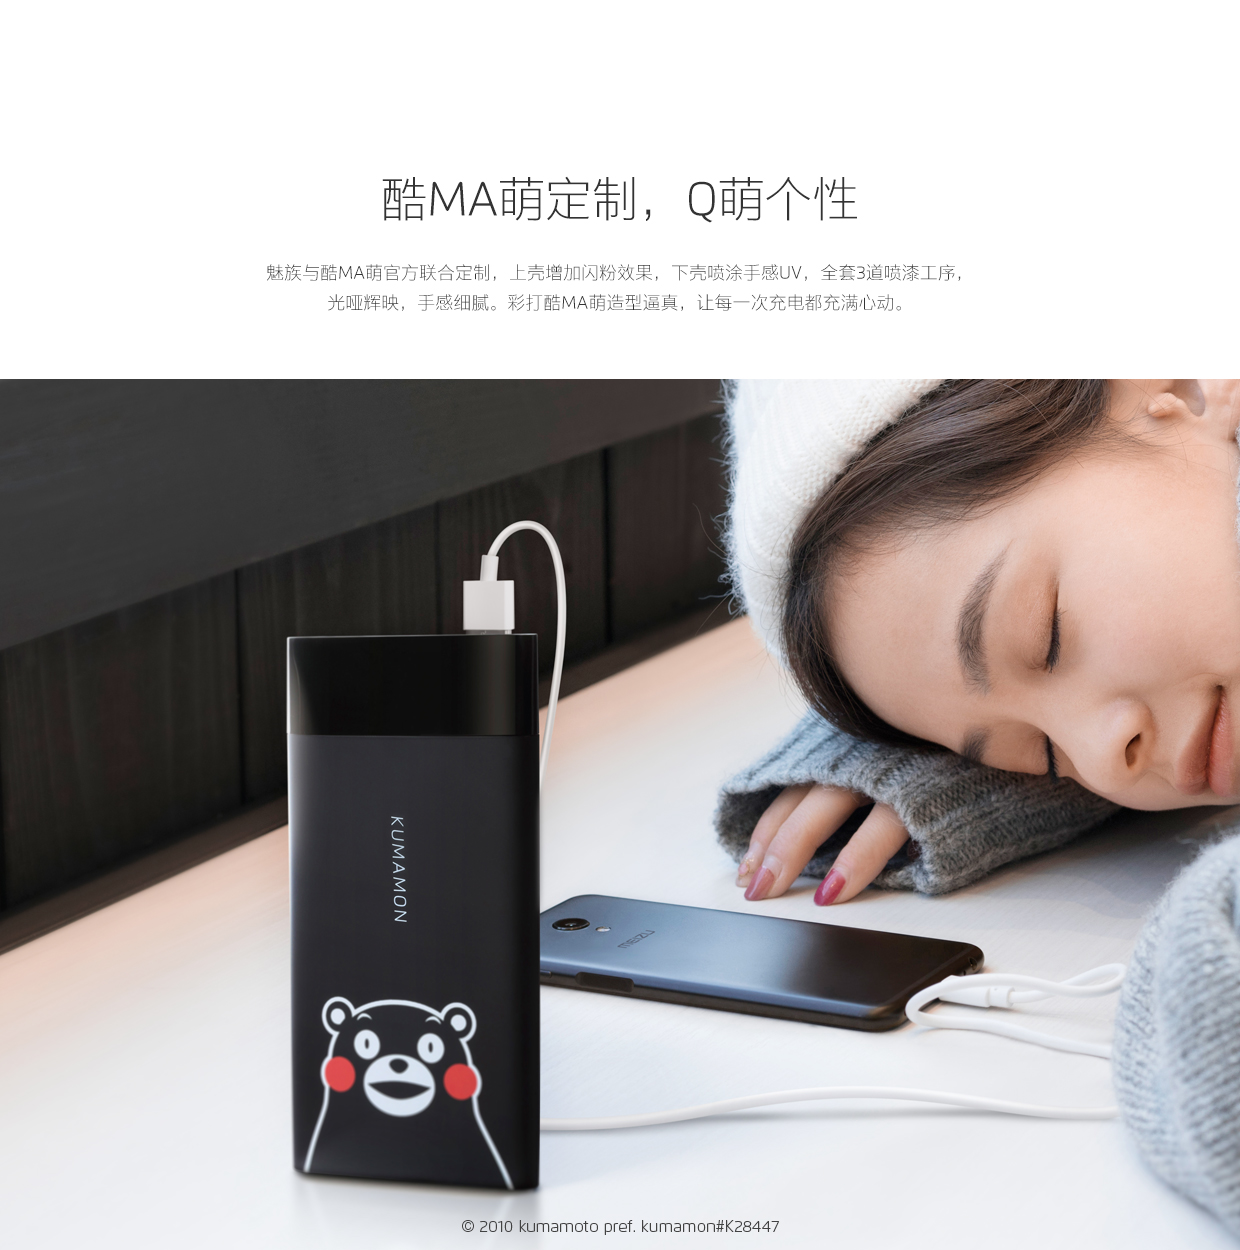 酷MA萌定制，Q萌个性
魅族与酷MA萌官方联合定制，上壳增加闪粉效果，下壳喷涂手感UV，全套3道喷漆工序，
光哑辉映，手感细腻。彩打酷MA萌造型逼真，让每一次充电都充满心动。
KUMAMON
MEIZU
© 2010 kumamoto pref. kumamon#K28447